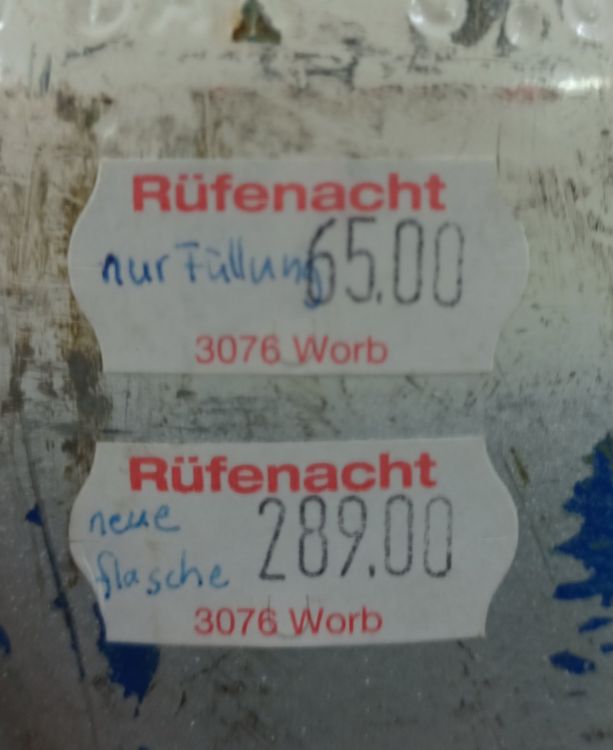 Rüfenacht
nur Füllung 65.00
3076 Worb
Rüfenacht
neue
flasche 289.00
3076 Worb